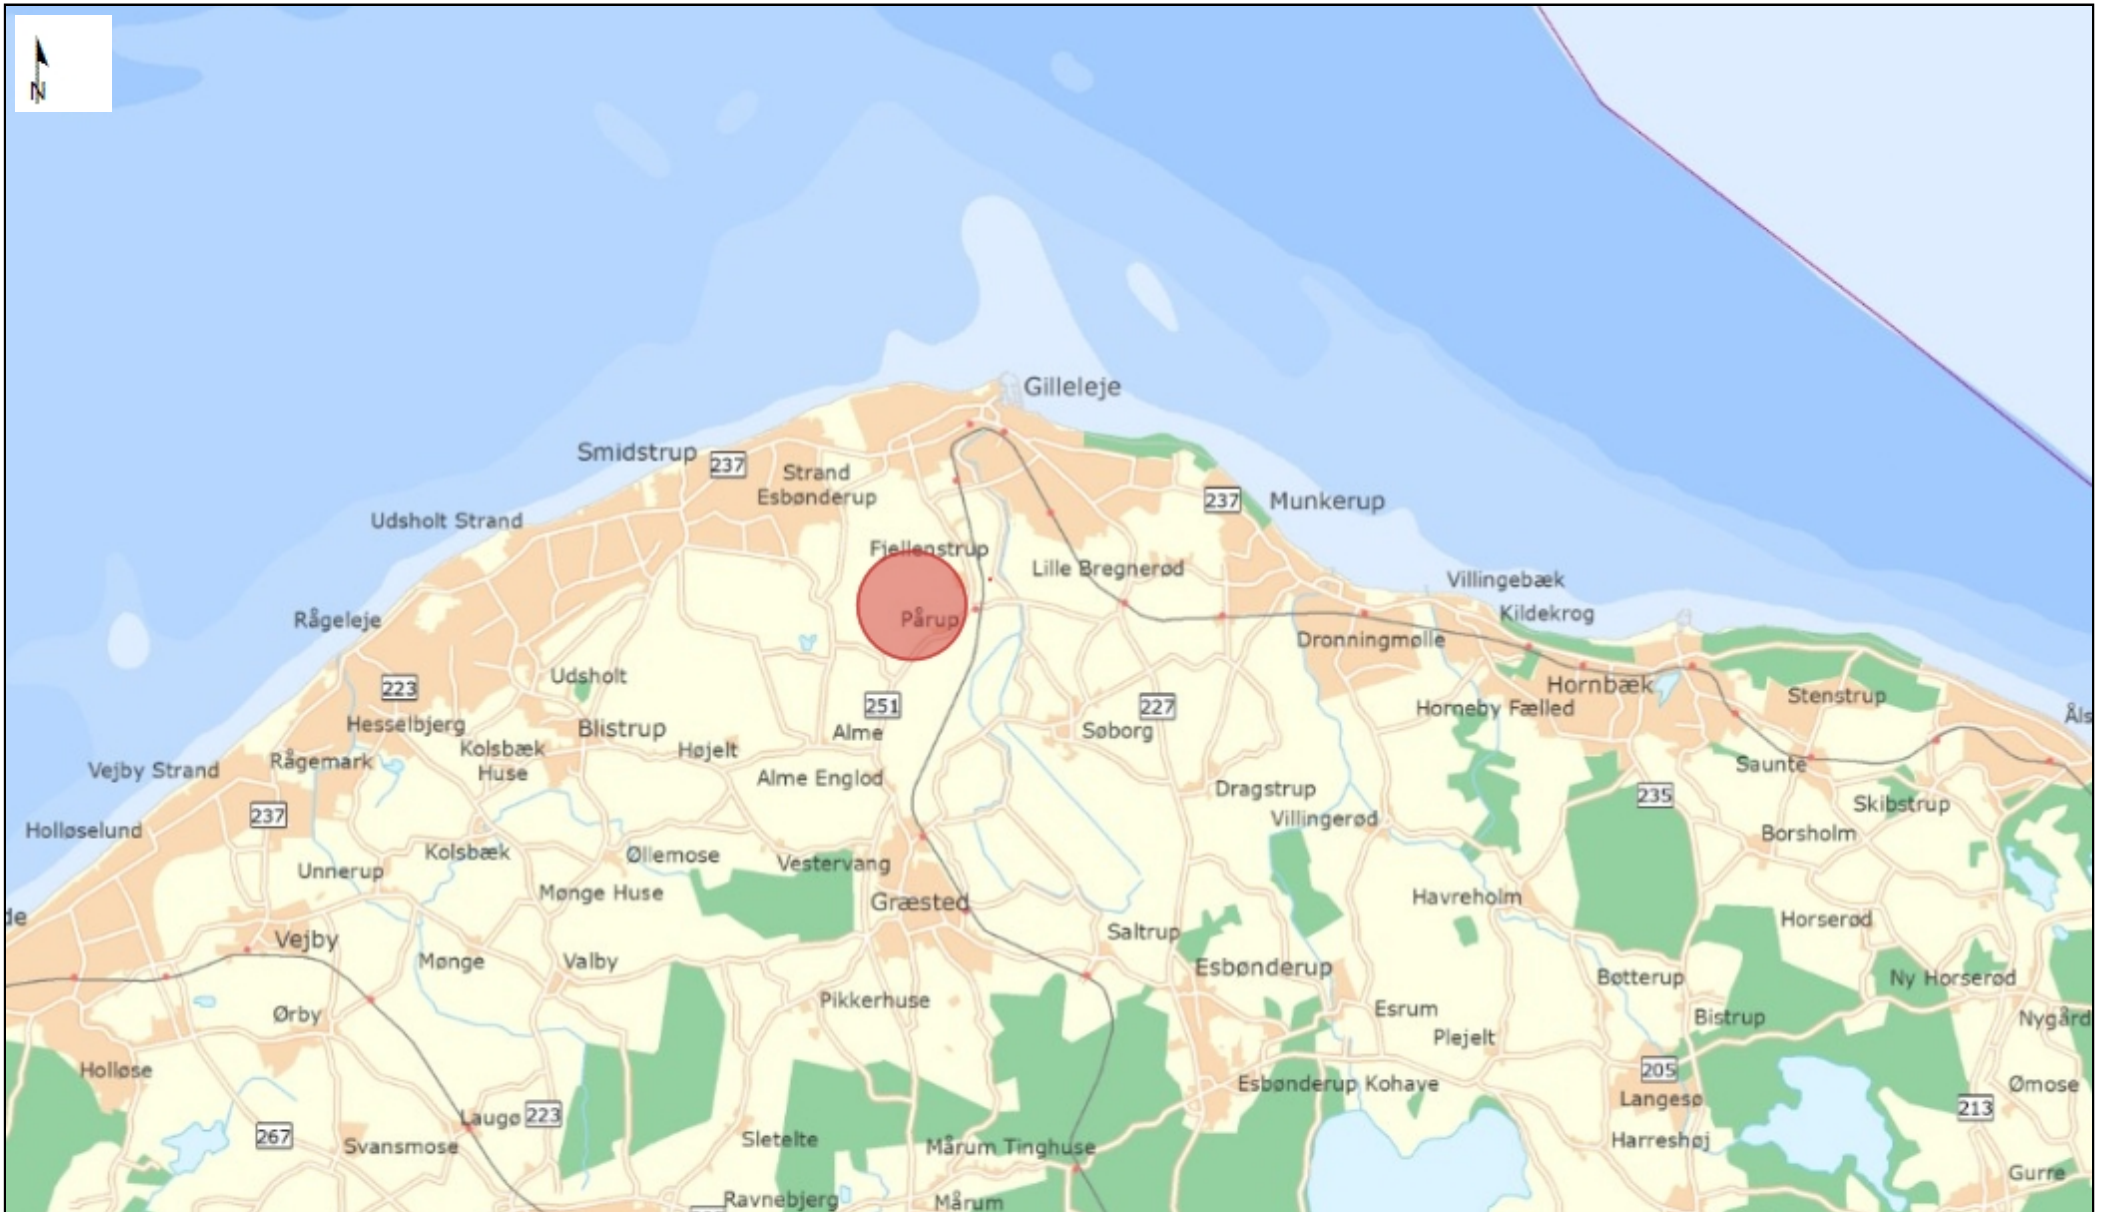 N
Gilleleje
Smidstrup
237
Strand
Esbønderup
237
Munkerup
Udsholt Strand
Fjellenstrup
Lille Bregnerød
Villingebæk
Kildekrog
Rågeleje
Pårup
Dronningmølle
Udsholt
223
251
227
Hornbæk
Stenstrup
Horneby Fælled
Hesselbjerg
Blistrup
Alme
Søborg
Åls
Kolsbæk
Huse
Højelt
Rågemark
Vejby Strand
Alme Englod
Saunte
Dragstrup
235
Skibstrup
237
Holløselund
Villingerød
Borsholm
Kolsbæk
Øllemose
Vestervang
Unnerup
Mønge Huse
Græsted
Havreholm
de
Horserød
Vejby
Saltrup
Mønge
Valby
Esbønderup
Bøtterup
Ny Horserød
Pikkerhuse
Ørby
Esrum
Bistrup
Nygård
Plejelt
Holløse
205
Esbønderup Kohave
Ømose
Langesø
213
Laugø
223
267
Svansmose
Sletelte
Mårum Tinghuse
Harreshøj
Gurre
Ravnebjerg
Mårum